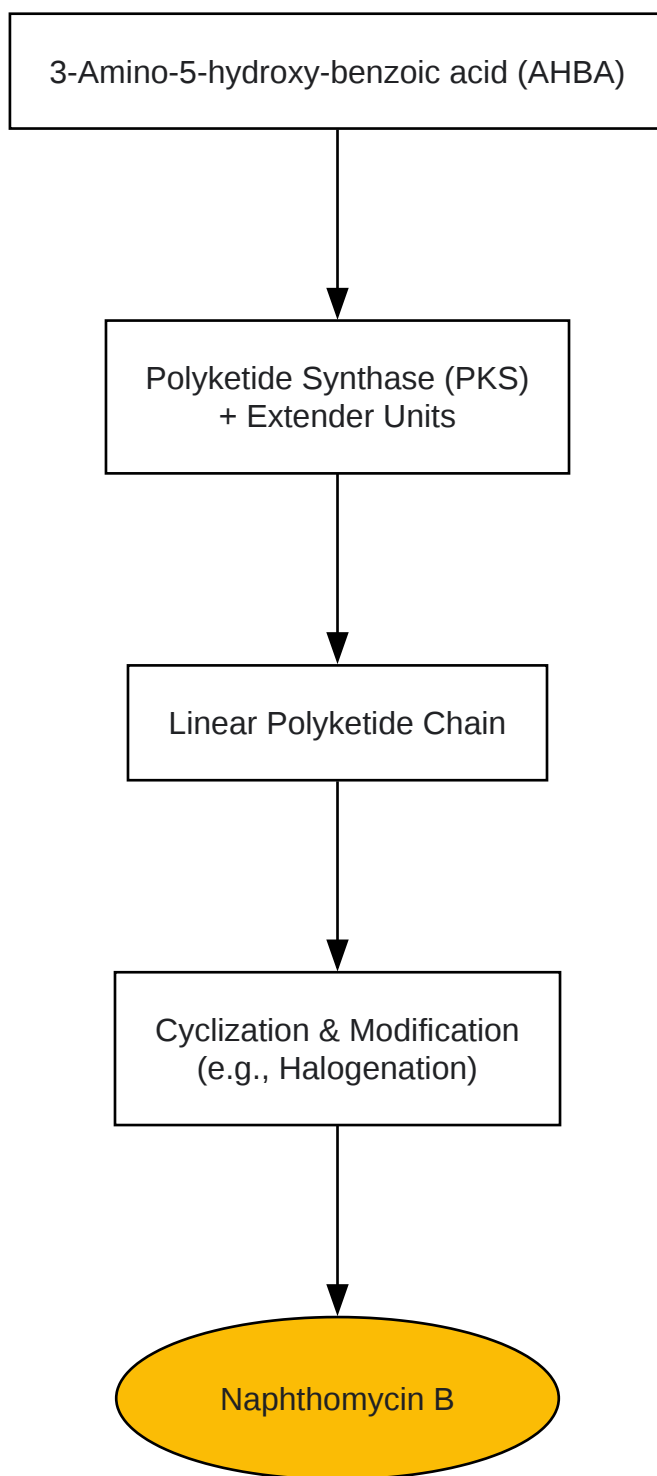 3-Amino-5-hydroxy-benzoic acid (AHBA)
Polyketide Synthase (PKS)
+ Extender Units
Linear Polyketide Chain
Cyclization & Modification
(e.g., Halogenation)
Naphthomycin B